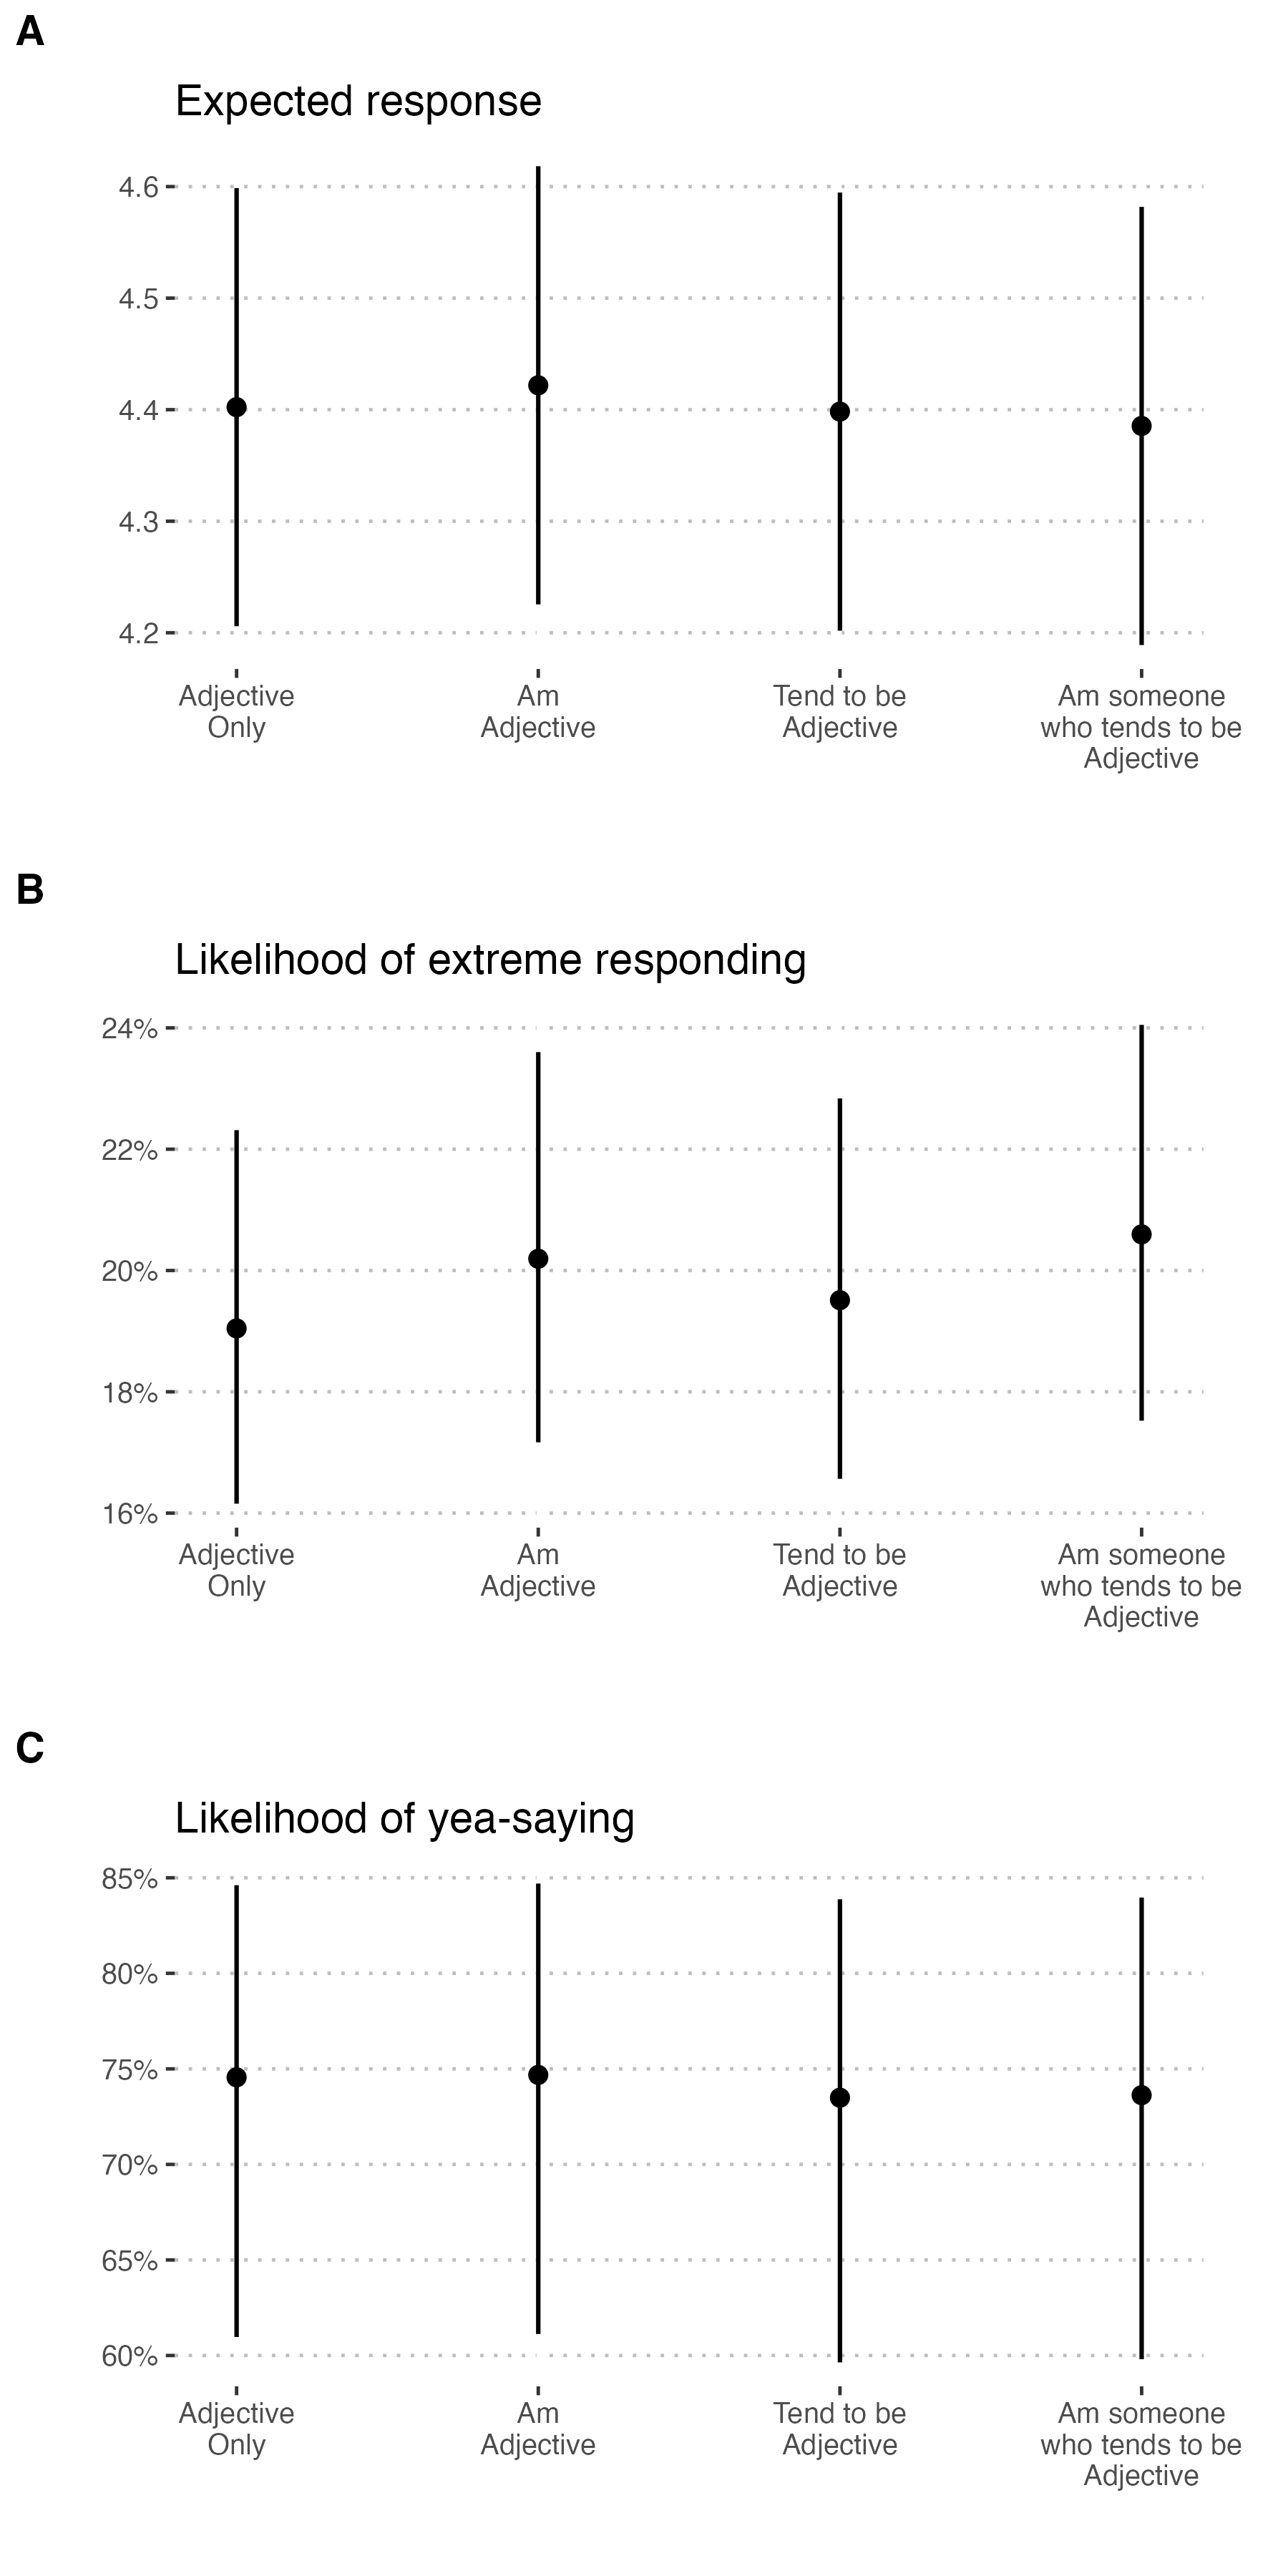 A
Expected response
4.6
4.5
4.4
4.3
4.2
Adjective
Only
Am
Adjective
Tend to be
Adjective
Am someone
who tends to be
Adjective
B
Likelihood of extreme responding
24%
22%
20%
18%
16%
Adjective
Only
Am
Adjective
Tend to be
Adjective
Am someone
who tends to be
Adjective
C
Likelihood of yea-saying
85%
80%
75%
70%
65%
60%
Adjective
Only
Am
Adjective
Tend to be
Adjective
Am someone
who tends to be
Adjective